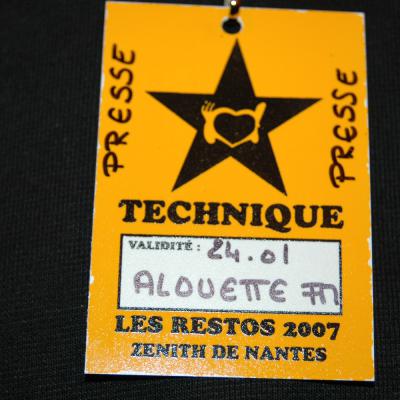 PRESSE
PRESSE
TECHNIQUE
VALIDITÉ : 24.01
ALOUETTE FM
LES RESTOS 2007
ZENITH DE NANTES